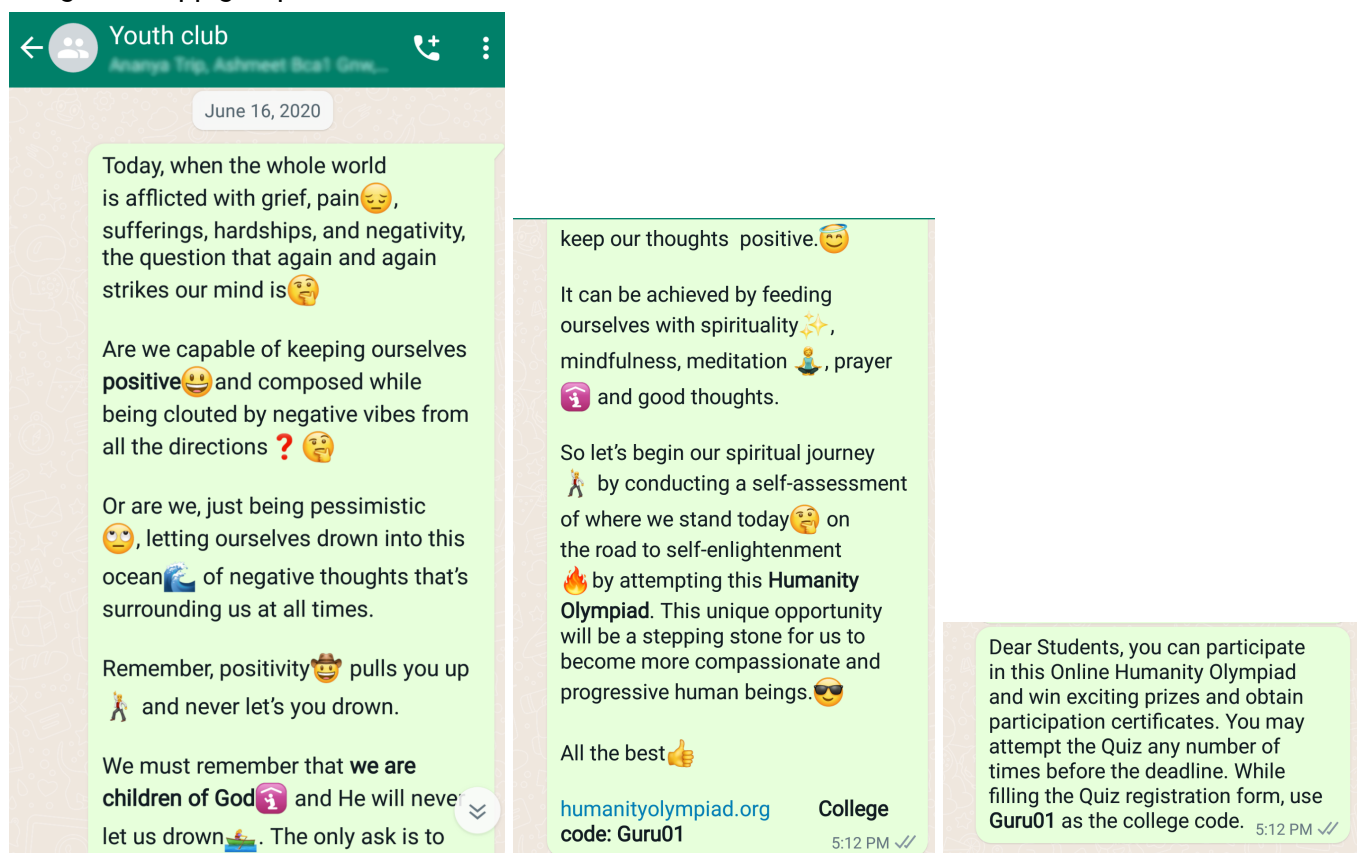 Youth club
June 16, 2020
Today, when the whole world
is afflicted with grief, pain😔,
sufferings, hardships, and negativity,
the question that again and again
strikes our mind is🤔
Are we capable of keeping ourselves
positive😃and composed while
being clouted by negative vibes from
all the directions ❓🤔
Or are we, just being pessimistic
🙄, letting ourselves drown into this
ocean🌊 of negative thoughts that's
surrounding us at all times.
Remember, positivity🤠 pulls you up
🕺 and never let's you drown.
We must remember that we are
children of God🛐 and He will never
let us drown🚣. The only ask is to
keep our thoughts  positive.😇
It can be achieved by feeding
ourselves with spirituality✨,
mindfulness, meditation 🧘, prayer
🛐 and good thoughts.
So let's begin our spiritual journey
🕺 by conducting a self-assessment
of where we stand today🤔 on
the road to self-enlightenment
🔥by attempting this Humanity
Olympiad. This unique opportunity
will be a stepping stone for us to
become more compassionate and
progressive human beings.😎
All the best👍
humanityolympiad.org College
code: Guru01
5:12 PM
Dear Students, you can participate
in this Online Humanity Olympiad
and win exciting prizes and obtain
participation certificates. You may
attempt the Quiz any number of
times before the deadline. While
filling the Quiz registration form, use
Guru01 as the college code. 5:12 PM